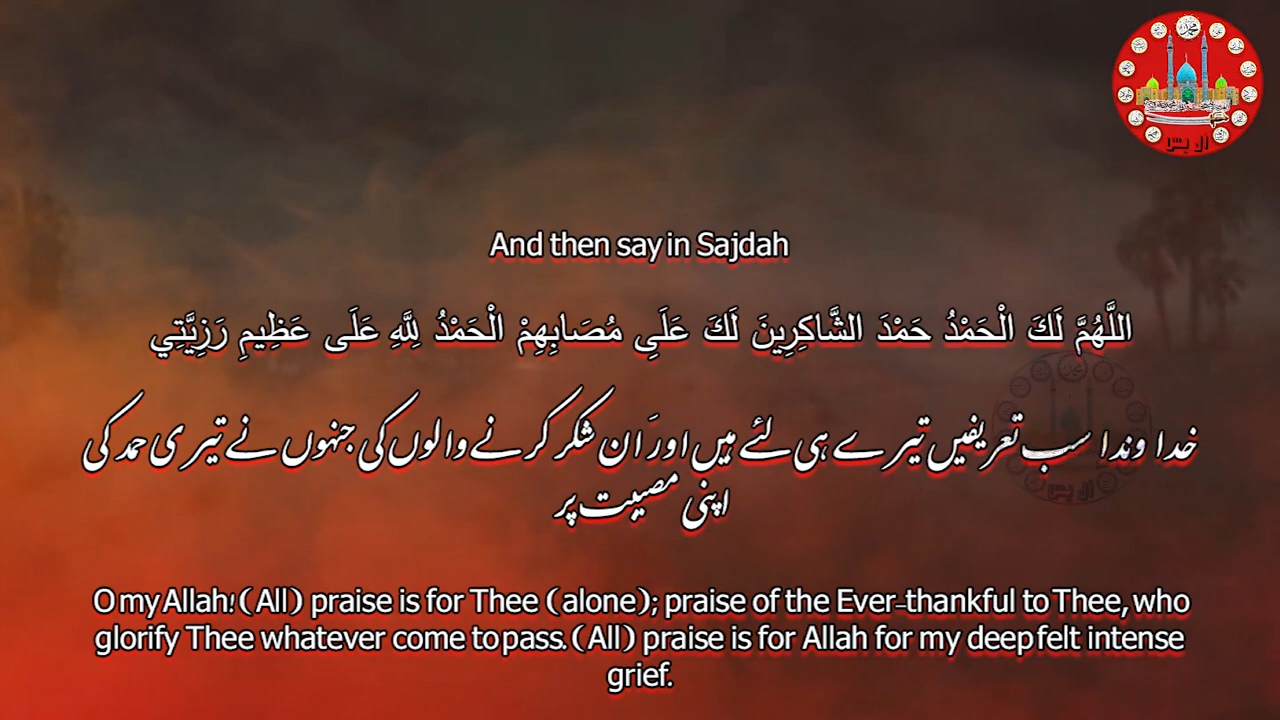 And then say in Sajdah
اللَّهُمَّ لَكَ الْحَمْدُ حَمْدَ الشَّاكِرِينَ لَكَ عَلَىِ مُصَابِهِمْ الْحَمْدُ لِلَّهِ عَلَى عَظِيمِ رَزِيَّتِي
خدا وندا سب تعریفیں تیرے ہی لئے ہیں اور َان شکر کرنے والوں کی جنہوں نے تیری حمد کی
اپنی مصیبت پر
O my Allah! (All) praise is for Thee (alone); praise of the Ever-thankful to Thee, who
glorify Thee whatever come to pass. (All) praise is for Allah for my deep felt intense
grief.